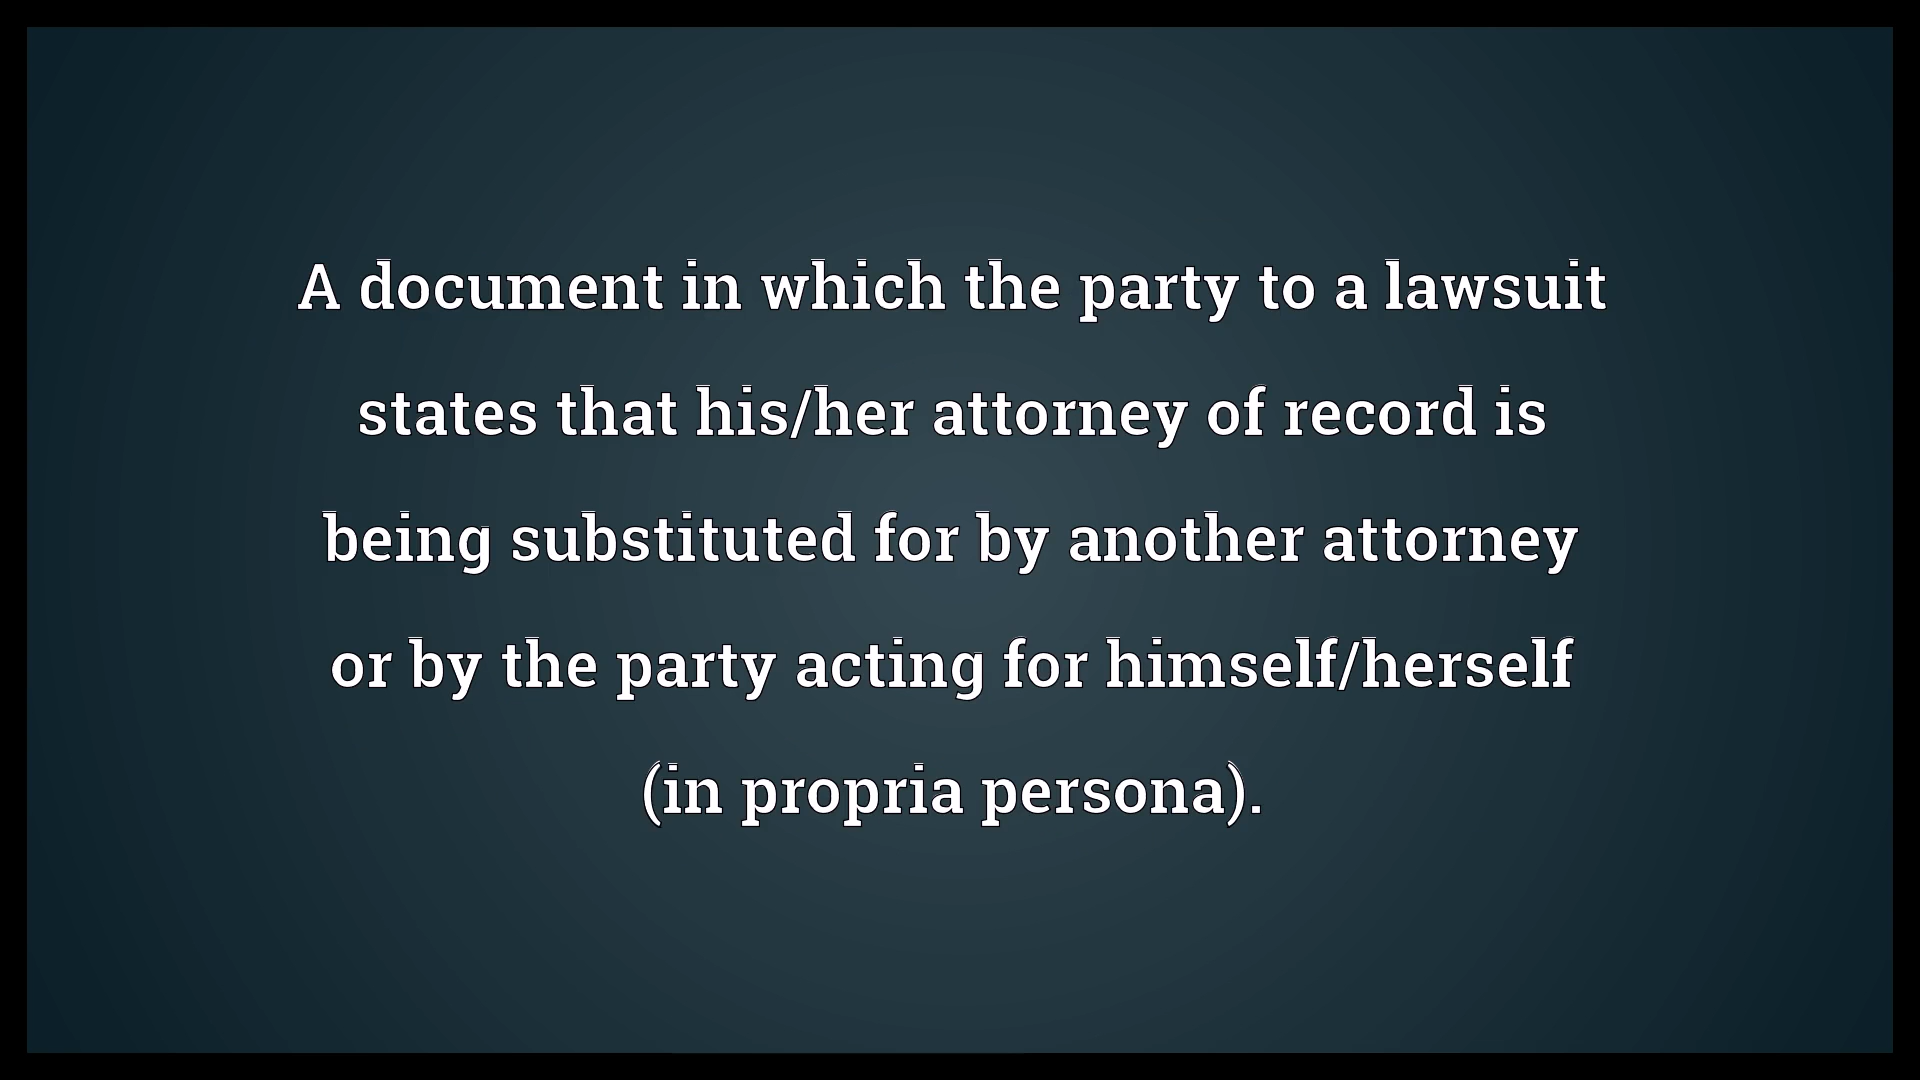 A document in which the party to a lawsuit
states that his/her attorney of record is
being substituted for by another attorney
or by the party acting for himself/herself
(in propria persona).